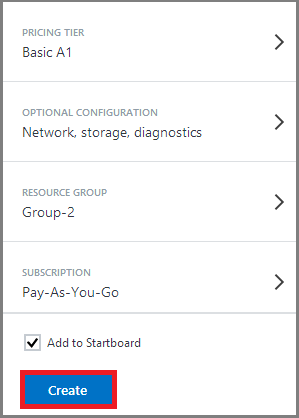 PRICING TIER
Basic A1
OPTIONAL CONFIGURATION
Network, storage, diagnostics
RESOURCE GROUP
Group-2
SUBSCRIPTION
Pay-As-You-Go
Add to Startboard
Create